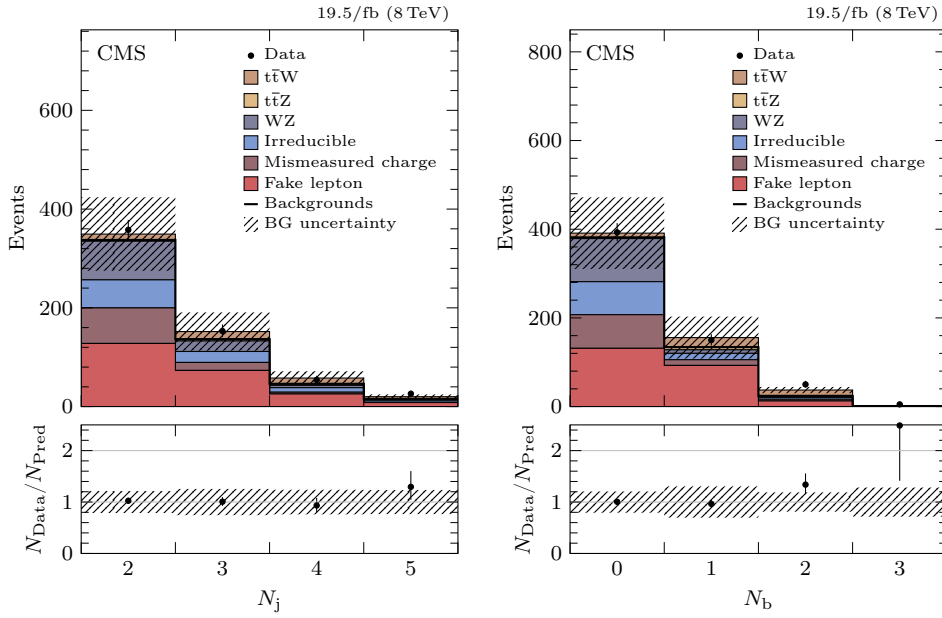 19.5/fb (8 TeV)
CMS
Data
tt̄W
tt̄Z
WZ
Irreducible
Mismeasured charge
Fake lepton
Backgrounds
BG uncertainty
Events
600
400
200
0
N_Data/N_Pred
2
1
0
2 3 4 5
N_j
19.5/fb (8 TeV)
CMS
Data
tt̄W
tt̄Z
WZ
Irreducible
Mismeasured charge
Fake lepton
Backgrounds
BG uncertainty
Events
800
600
400
200
0
N_Data/N_Pred
2
1
0
0 1 2 3
N_b